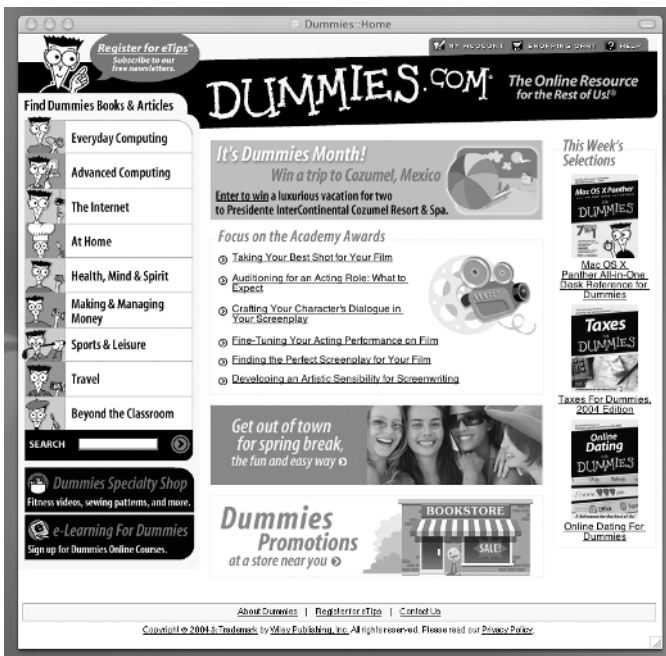 Dummies::Home
Register for eTips
Subscribe to our
free newsletters.
MY ACCOUNT SHOPPING CART HELP
DUMMIES.COM
The Online Resource
for the Rest of Us!®
Find Dummies Books & Articles
Everyday Computing
Advanced Computing
The Internet
At Home
Health, Mind & Spirit
Making & Managing
Money
Sports & Leisure
Travel
Beyond the Classroom
SEARCH
Dummies Specialty Shop
Fitness videos, sewing patterns, and more.
e-Learning For Dummies
Sign up for Dummies Online Courses.
It's Dummies Month!
Win a trip to Cozumel, Mexico
Enter to win a luxurious vacation for two
to Presidente InterContinental Cozumel Resort & Spa.
Focus on the Academy Awards
Taking Your Best Shot for Your Film
Auditioning for an Acting Role: What to
Expect
Crafting Your Character's Dialogue in
Your Screenplay
Fine-Tuning Your Acting Performance on Film
Finding the Perfect Screenplay for Your Film
Developing an Artistic Sensibility for Screenwriting
Get out of town
for spring break,
the fun and easy way
Dummies
Promotions
at a store near you
BOOKSTORE
SALE!
This Week's
Selections
Mac OS X Panther
DUMMIES
Mac OS X
Panther All-in-One
Desk Reference for
Dummies
Taxes
DUMMIES
Taxes For Dummies,
2004 Edition
Online
Dating
DUMMIES
Online Dating For
Dummies
About Dummies | Register for eTips | Contact Us
Copyright © 2004 & Trademark by Wiley Publishing, Inc. All rights reserved. Please read our Privacy Policy.